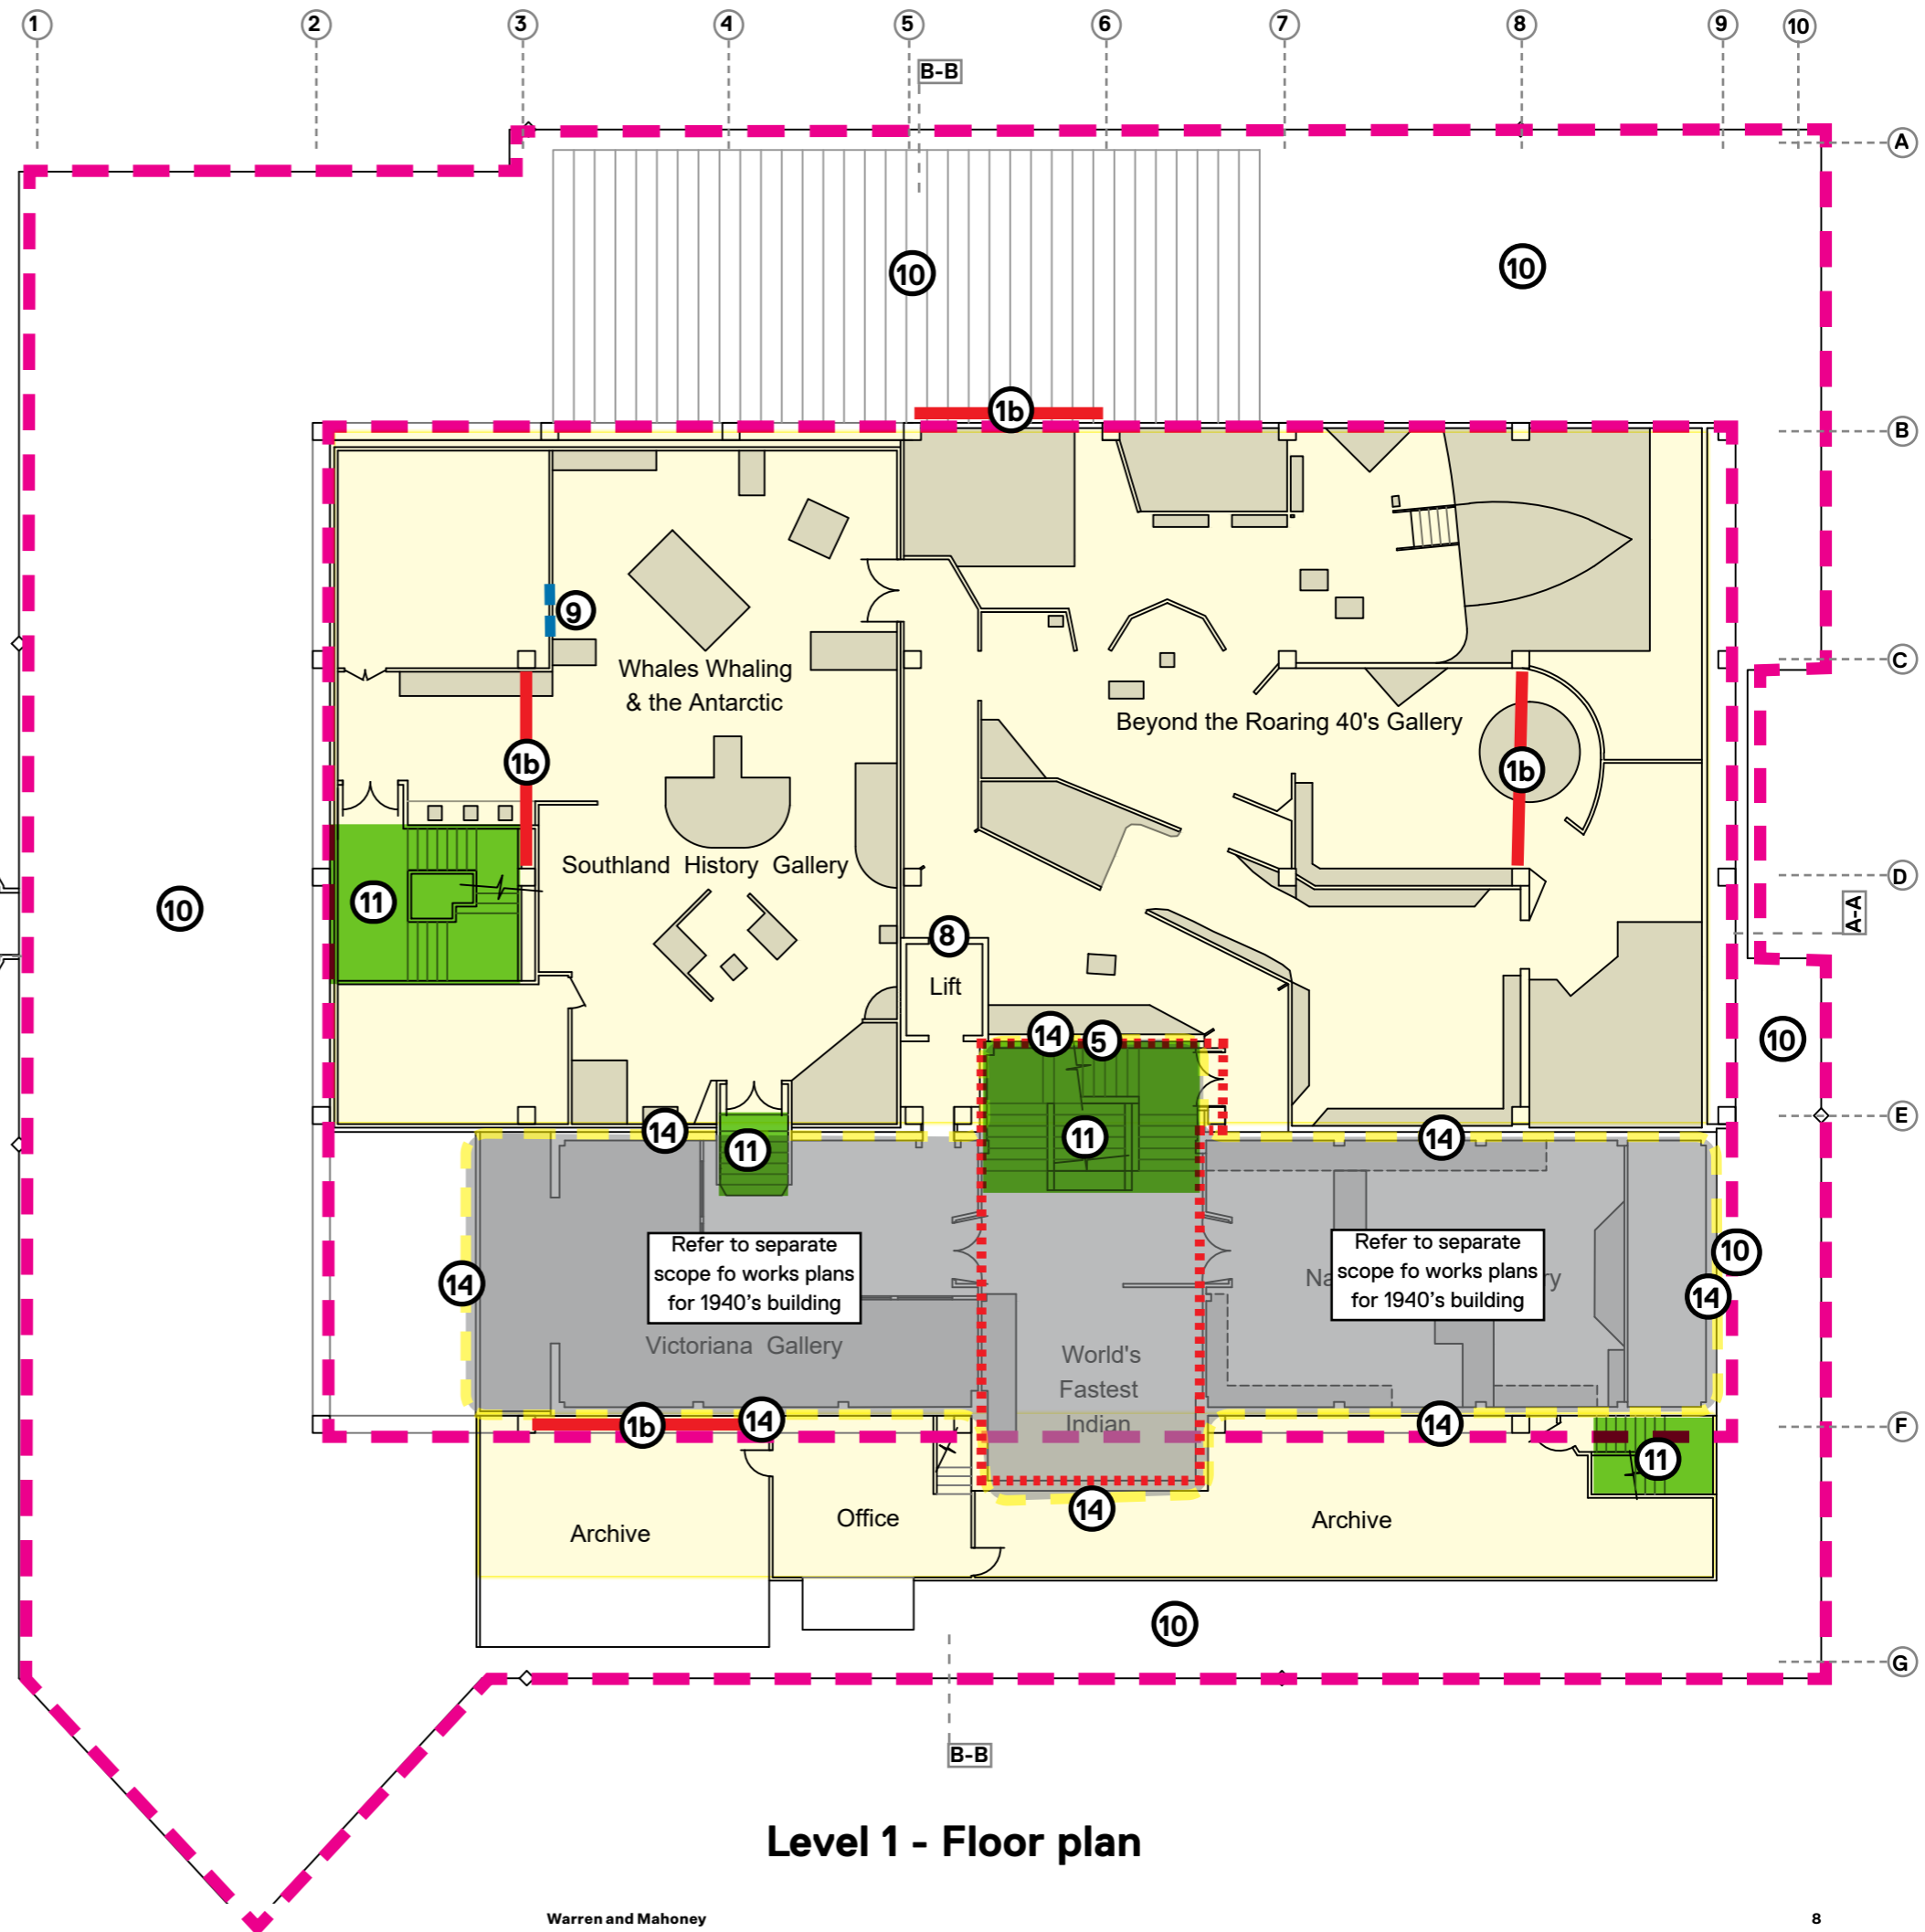 1 2 3 4 5 6 7 8 9 10
B-B
A
10 10
1b
B
9
Whales Whaling
& the Antarctic
C
Beyond the Roaring 40's Gallery
1b
1b
Southland History Gallery
D
11
10
A-A
8
Lift
14 5
10
E
14
11
11
14
Refer to separate
scope fo works plans
for 1940's building
Refer to separate
scope fo works plans
for 1940's building
10
14
14
Victoriana Gallery
World's
Fastest
Indian
1b
14
14
F
11
14
Archive
Office
Archive
10
G
B-B
Level 1 - Floor plan
Warren and Mahoney
8